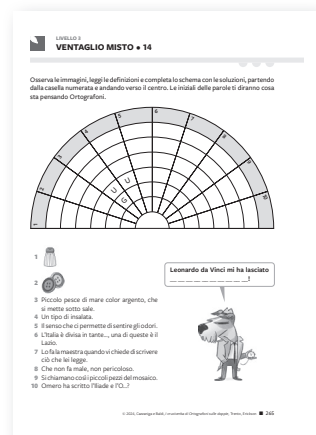 LIVELLO 3
VENTAGLIO MISTO • 14
Osserva le immagini, leggi le definizioni e completa lo schema con le soluzioni, partendo
dalla casella numerata e andando verso il centro. Le iniziali delle parole ti diranno cosa
sta pensando Ortografoni.
1
2
3
4
5
6
7
8
9
10
G U
U
1
2
3 Piccolo pesce di mare color argento, che
si mette sotto sale.
4 Un tipo di insalata.
5 Il senso che ci permette di sentire gli odori.
6 L'Italia è divisa in tante..., una di queste è il
Lazio.
7 Lo fa la maestra quando vi chiede di scrivere
ciò che lei legge.
8 Che non fa male, non pericoloso.
9 Si chiamano così i piccoli pezzi del mosaico.
10 Omero ha scritto l'Iliade e l'O...?
Leonardo da Vinci mi ha lasciato
_ _ _ _ _ _ _ _ _ _!
265